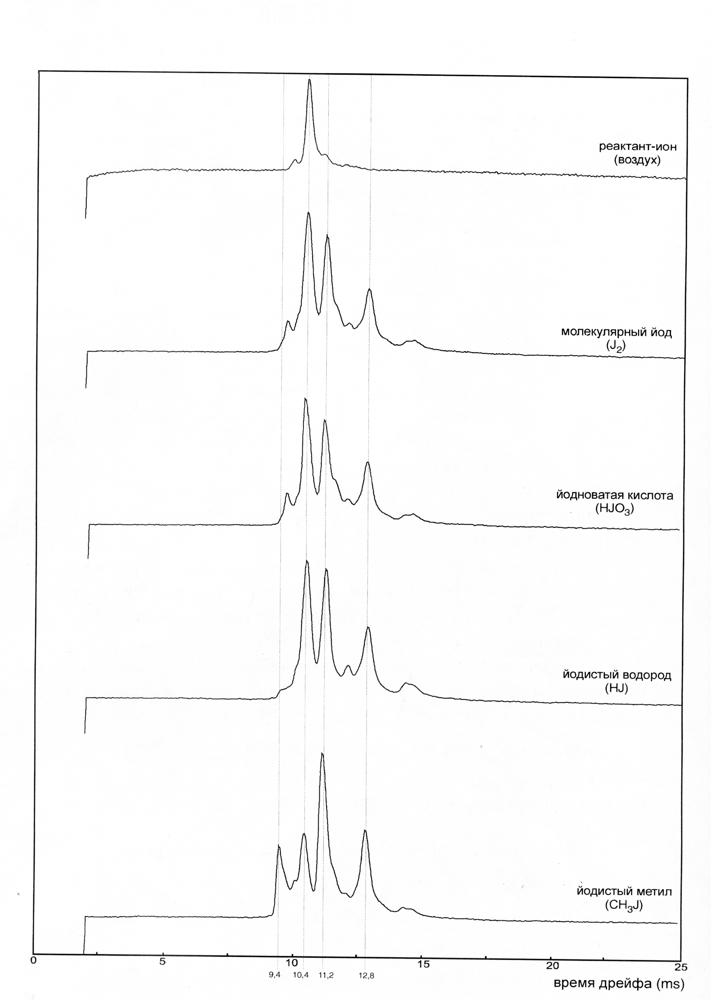 реактант-ион
(воздух)
молекулярный йод
(J2)
йодноватая кислота
(HJO3)
йодистый водород
(HJ)
йодистый метил
(CH3J)
0 5 10 15 20 25
9,4 10,4 11,2 12,8
время дрейфа (ms)